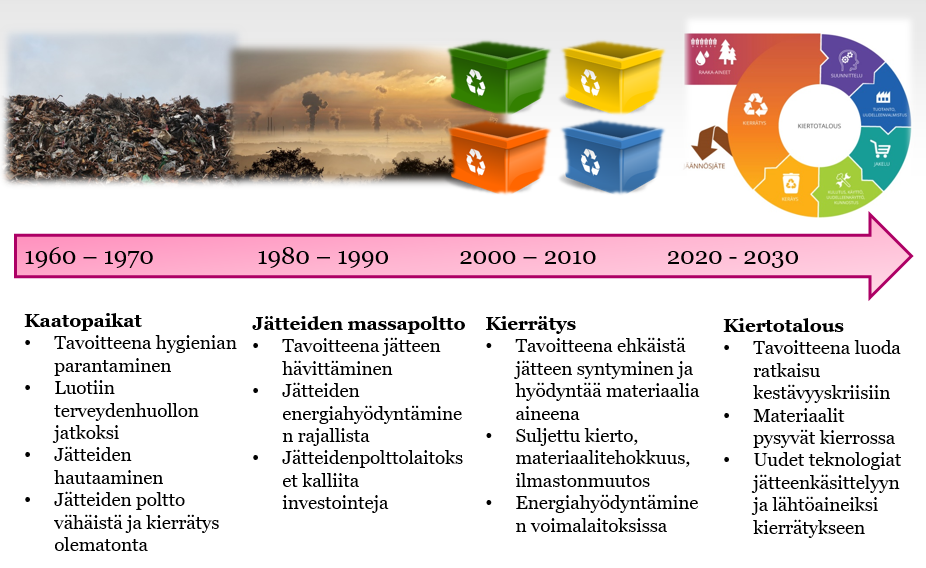 RAAKA-AINEET
SUUNNITTELU
KIERRÄTYS
KIERTOTALOUS
JAKELU
KERÄYS
1960 – 1970
1980 – 1990
2000 – 2010
2020 - 2030
Kaatopaikat
• Tavoitteena hygienian
parantaminen
• Luotiin
terveydenhuollon
jatkoksi
• Jätteiden
hautaaminen
• Jätteiden poltto
vähäistä ja kierrätys
olematonta
Jätteiden massapoltto
• Tavoitteena jätteen
hävittäminen
• Jätteiden
energiahyödyntämine
n rajallista
• Jätteidenpolttolaitoks
et kalliita
investointeja
Kierrätys
• Tavoitteena ehkäistä
jätteen syntyminen ja
hyödyntää materiaalia
aineena
• Suljettu kierto,
materiaalitehokkuus,
ilmastonmuutos
• Energiahyödyntämine
n voimalaitoksissa
Kiertotalous
• Tavoitteena luoda
ratkaisu
kestävyyskriisiin
• Materiaalit
pysyvät kierrossa
• Uudet teknologiat
jätteenkäsittelyyn
ja lähtöaineiksi
kierrätykseen